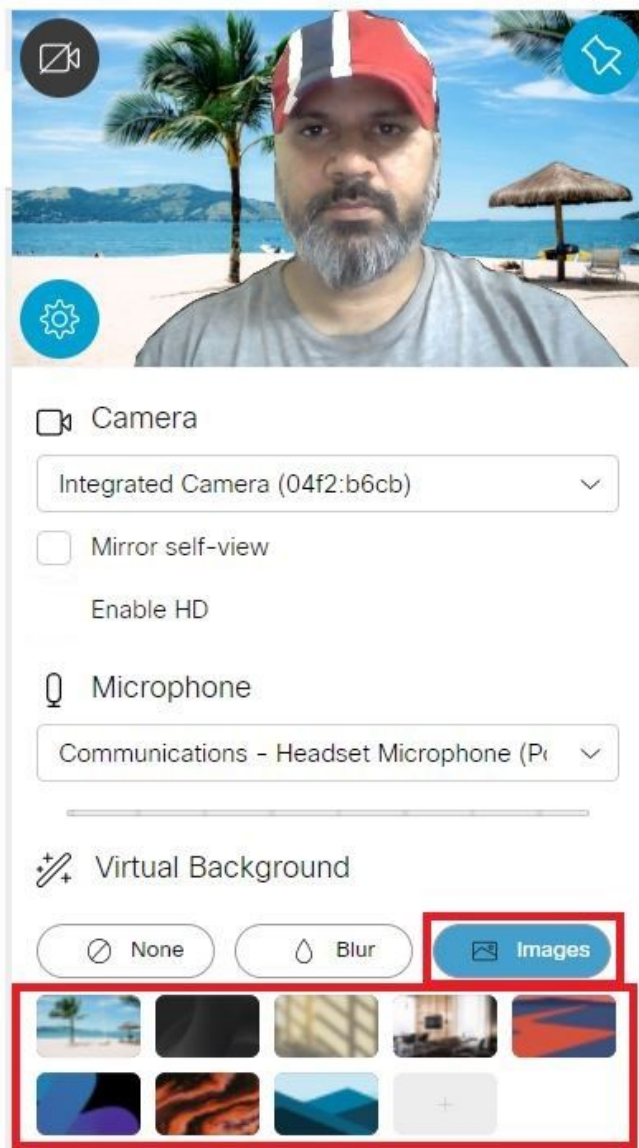 Camera
Integrated Camera (04f2:b6cb)
Mirror self-view
Enable HD
Microphone
Communications - Headset Microphone (Po
Virtual Background
None
Blur
Images